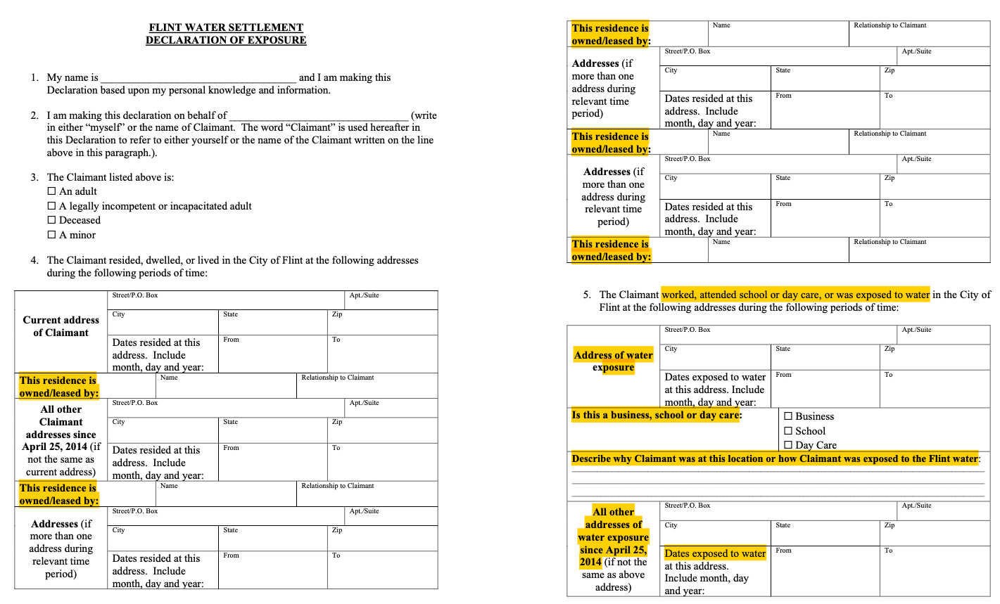 FLINT WATER SETTLEMENT
DECLARATION OF EXPOSURE
1. My name is ______________________________________ and I am making this
Declaration based upon my personal knowledge and information.
2. I am making this declaration on behalf of ___________________________________ (write
in either “myself” or the name of Claimant. The word “Claimant” is used hereafter in
this Declaration to refer to either yourself or the name of the Claimant written on the line
above in this paragraph.).
3. The Claimant listed above is:
☐ An adult
☐ A legally incompetent or incapacitated adult
☐ Deceased
☐ A minor
4. The Claimant resided, dwelled, or lived in the City of Flint at the following addresses
during the following periods of time:
Current address
of Claimant
Street/P.O. Box
Apt./Suite
City
State
Zip
Dates resided at this
address. Include
month, day and year:
From
To
This residence is
owned/leased by:
Name
Relationship to Claimant
All other
Claimant
addresses since
April 25, 2014 (if
not the same as
current address)
Street/P.O. Box
Apt./Suite
City
State
Zip
Dates resided at this
address. Include
month, day and year:
From
To
This residence is
owned/leased by:
Name
Relationship to Claimant
Addresses (if
more than one
address during
relevant time
period)
Street/P.O. Box
Apt./Suite
City
State
Zip
Dates resided at this
address. Include
month, day and year:
From
To
This residence is
owned/leased by:
Name
Relationship to Claimant
Addresses (if
more than one
address during
relevant time
period)
Street/P.O. Box
Apt./Suite
City
State
Zip
Dates resided at this
address. Include
month, day and year:
From
To
This residence is
owned/leased by:
Name
Relationship to Claimant
Addresses (if
more than one
address during
relevant time
period)
Street/P.O. Box
Apt./Suite
City
State
Zip
Dates resided at this
address. Include
month, day and year:
From
To
This residence is
owned/leased by:
Name
Relationship to Claimant
5. The Claimant worked, attended school or day care, or was exposed to water in the City of
Flint at the following addresses during the following periods of time:
Address of water
exposure
Street/P.O. Box
Apt./Suite
City
State
Zip
Dates exposed to water
at this address. Include
month, day and year:
From
To
Is this a business, school or day care:
☐ Business
☐ School
☐ Day Care
Describe why Claimant was at this location or how Claimant was exposed to the Flint water:
All other
addresses of
water exposure
since April 25,
2014 (if not the
same as above
address)
Street/P.O. Box
Apt./Suite
City
State
Zip
Dates exposed to water
at this address.
Include month, day
and year:
From
To